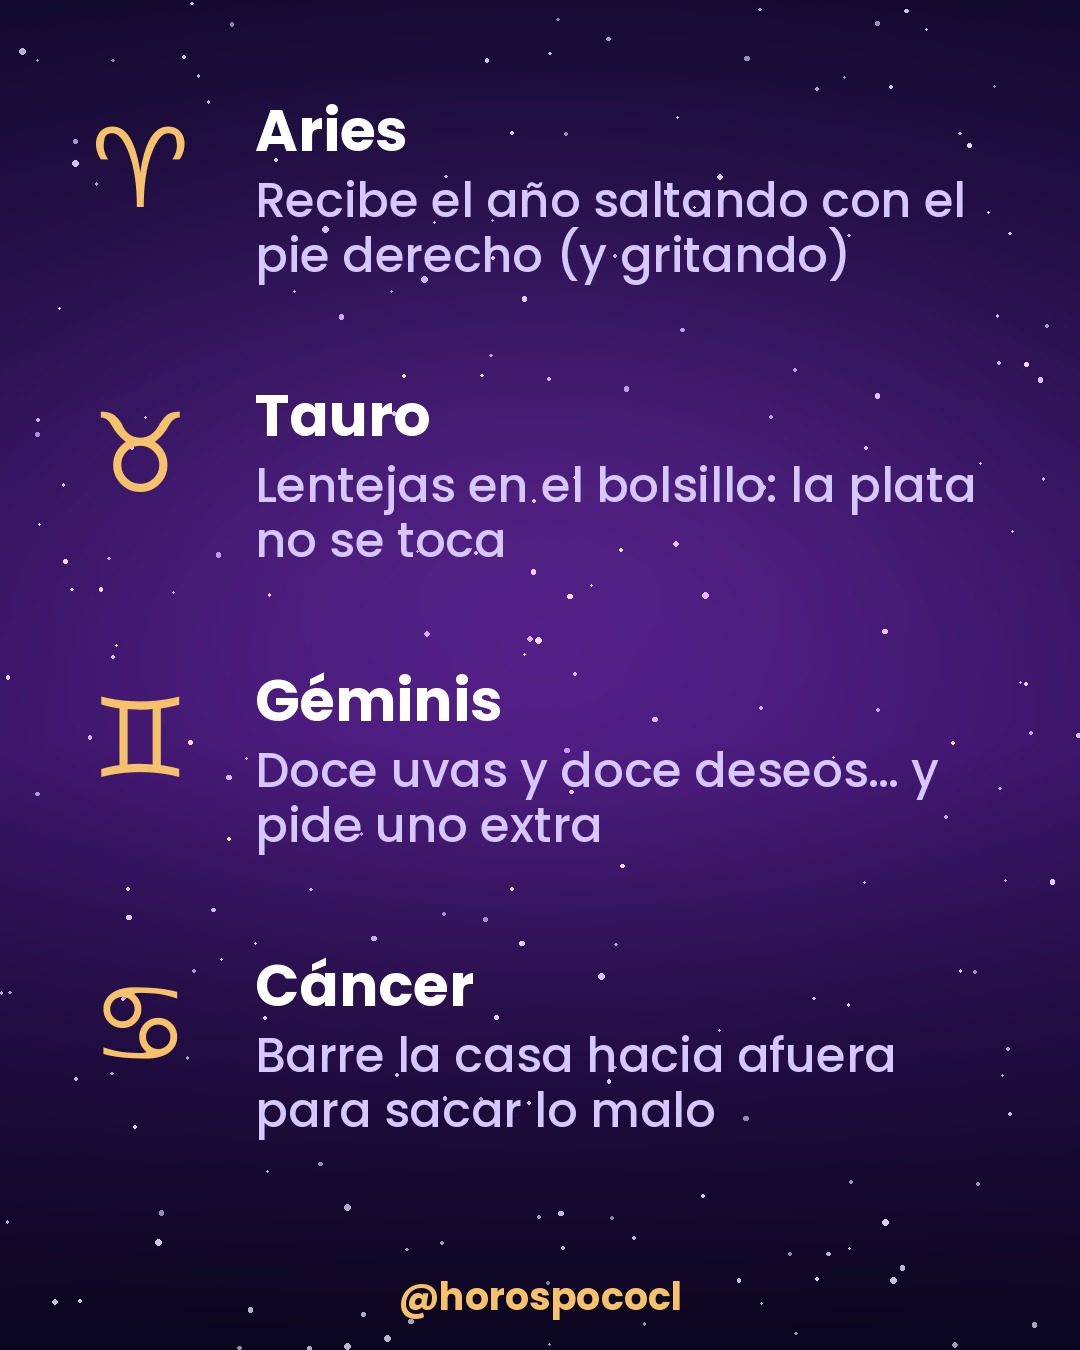 Aries
Recibe el año saltando con el
pie derecho (y gritando)
Tauro
Lentejas en el bolsillo: la plata
no se toca
Géminis
Doce uvas y doce deseos... y
pide uno extra
Cáncer
Barre la casa hacia afuera
para sacar lo malo
@horospococl